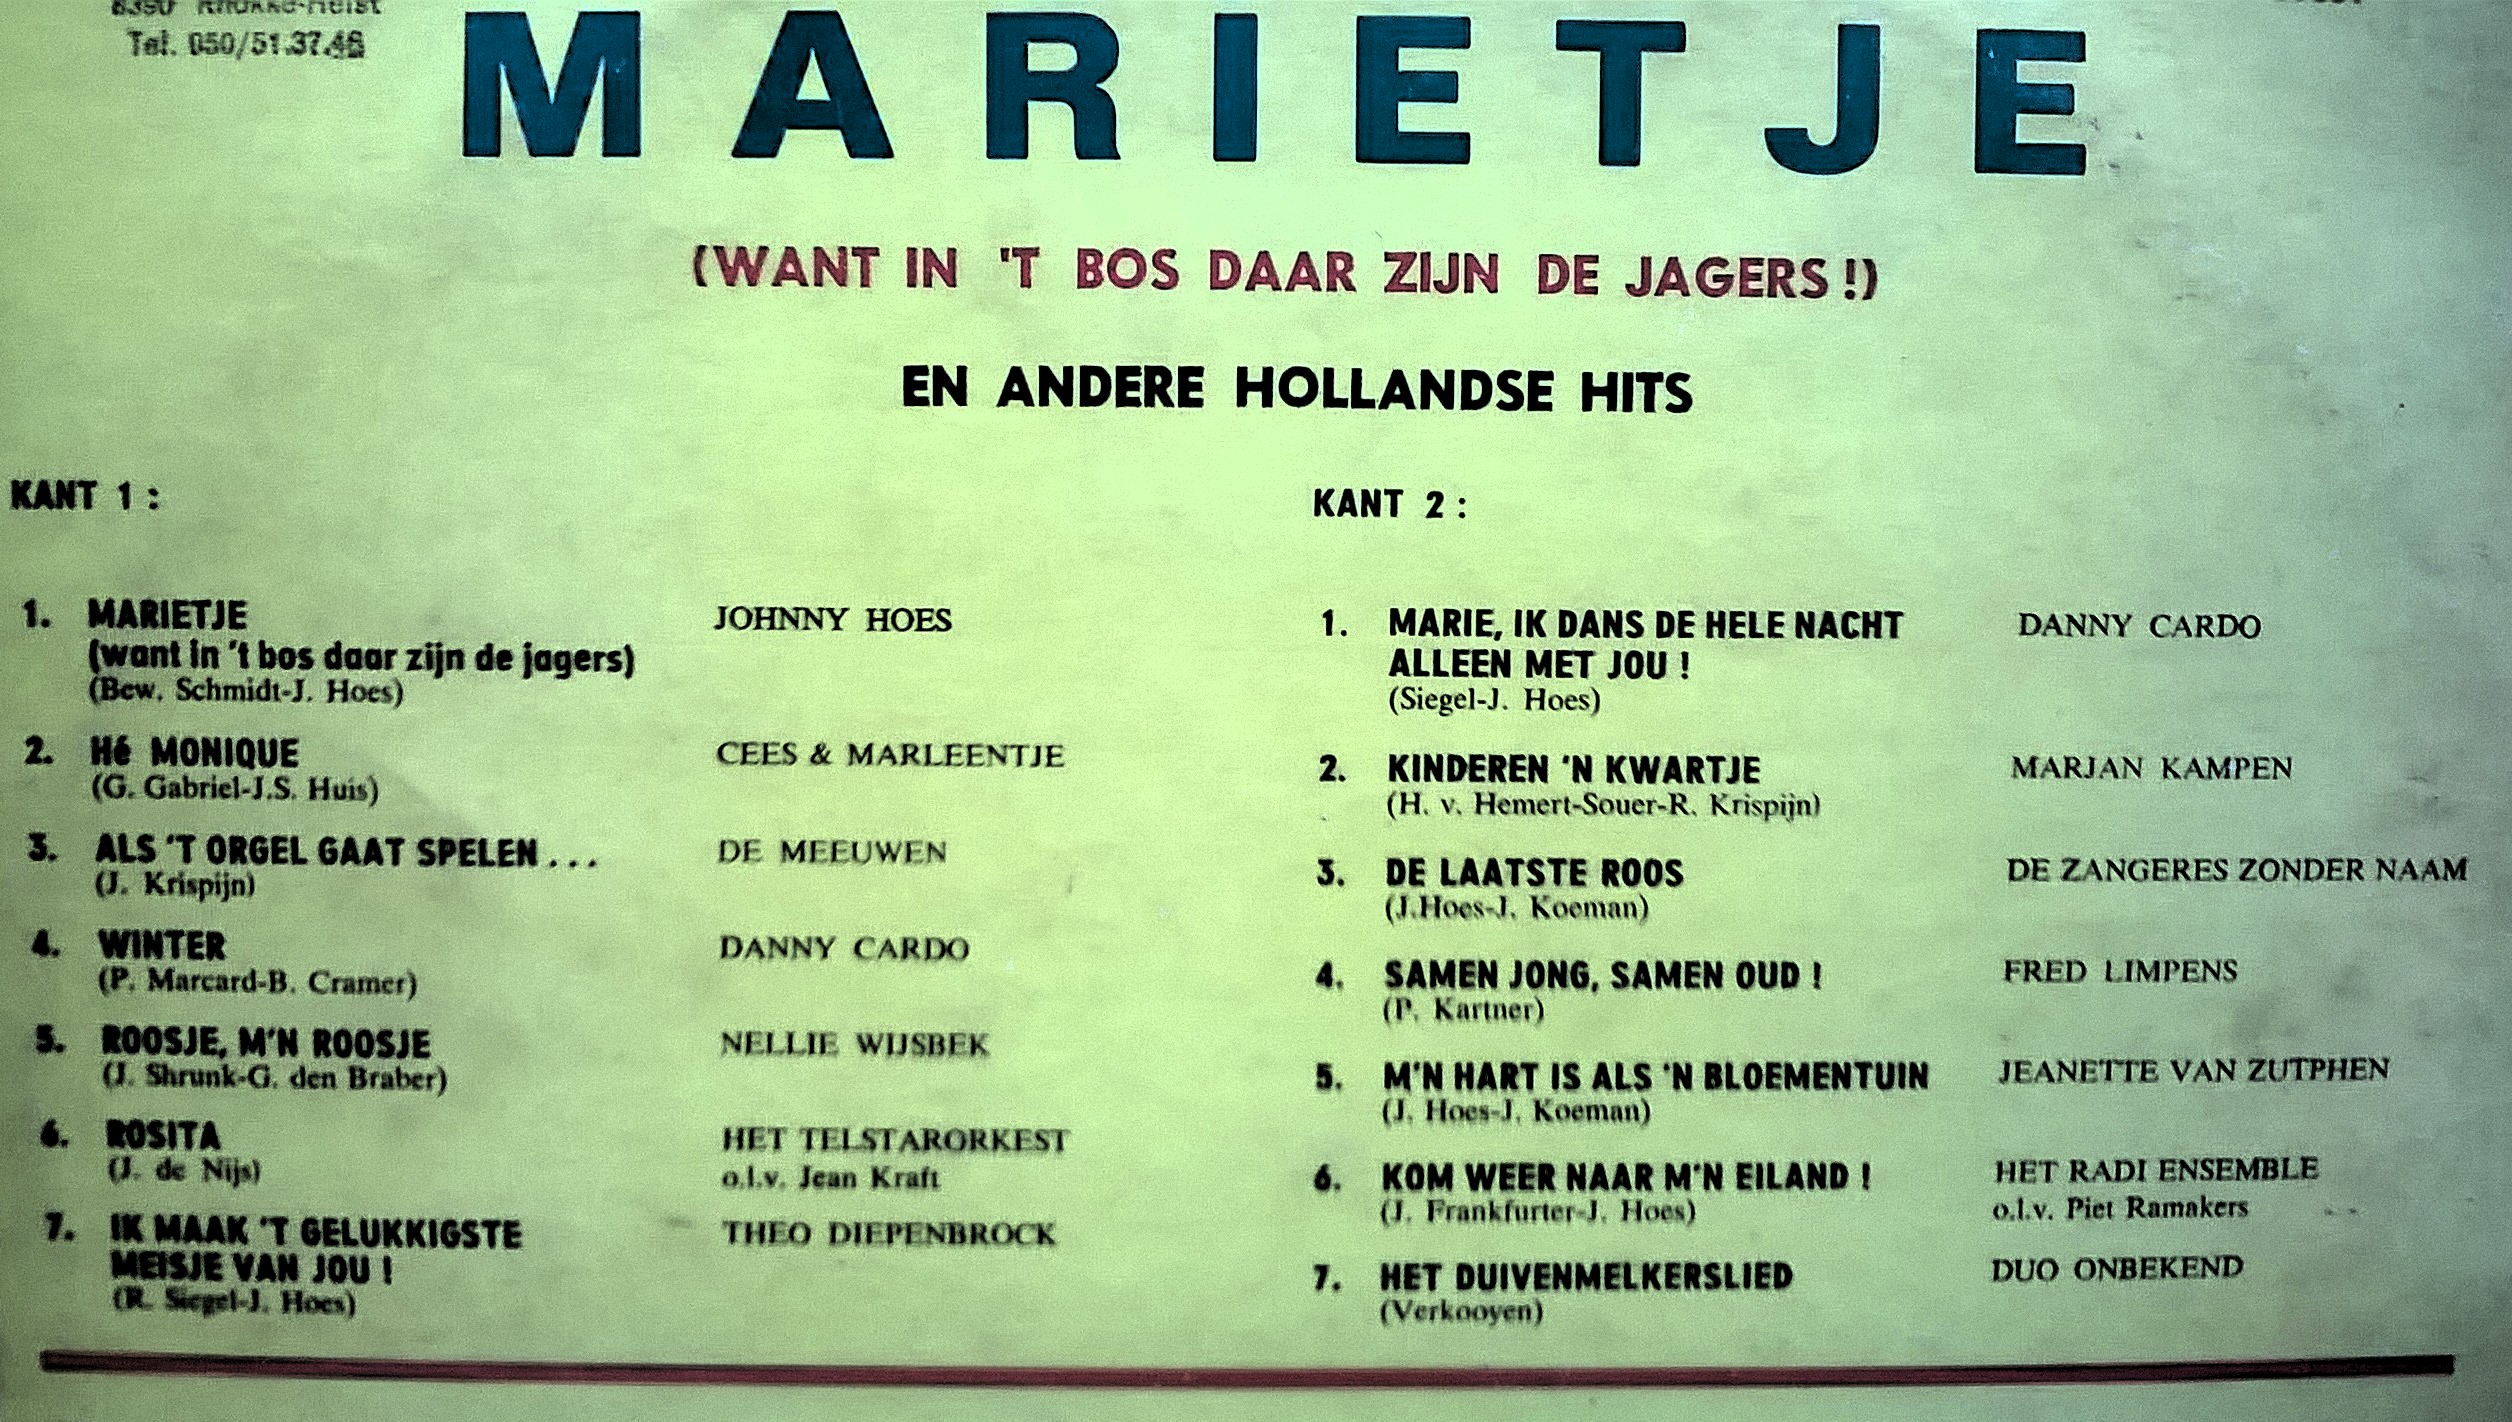 Tel. 050/51.37.46
MARIETJE
(WANT IN 'T BOS DAAR ZIJN DE JAGERS!)
EN ANDERE HOLLANDSE HITS
KANT 1 :
1. MARIETJE JOHNNY HOES
(want in 't bos daar zijn de jagers)
(Bew. Schmidt-J. Hoes)
2. Hé MONIQUE CEES & MARLEENTJE
(G. Gabriel-J.S. Huis)
3. ALS 'T ORGEL GAAT SPELEN . . . DE MEEUWEN
(J. Krispijn)
4. WINTER DANNY CARDO
(P. Marcard-B. Cramer)
5. ROOSJE, M'N ROOSJE NELLIE WIJSBEK
(J. Shrunk-G. den Braber)
6. ROSITA HET TELSTARORKEST
(J. de Nijs) o.l.v. Jean Kraft
7. IK MAAK 'T GELUKKIGSTE THEO DIEPENBROCK
MEISJE VAN JOU !
(R. Siegel-J. Hoes)
KANT 2 :
1. MARIE, IK DANS DE HELE NACHT DANNY CARDO
ALLEEN MET JOU !
(Siegel-J. Hoes)
2. KINDEREN 'N KWARTJE MARJAN KAMPEN
(H. v. Hemert-Souer-R. Krispijn)
3. DE LAATSTE ROOS DE ZANGERES ZONDER NAAM
(J.Hoes-J. Koeman)
4. SAMEN JONG, SAMEN OUD ! FRED LIMPENS
(P. Kartner)
5. M'N HART IS ALS 'N BLOEMENTUIN JEANETTE VAN ZUTPHEN
(J. Hoes-J. Koeman)
6. KOM WEER NAAR M'N EILAND ! HET RADI ENSEMBLE
(J. Frankfurter-J. Hoes) o.l.v. Piet Ramakers
7. HET DUIVENMELKERSLIED DUO ONBEKEND
(Verkooyen)